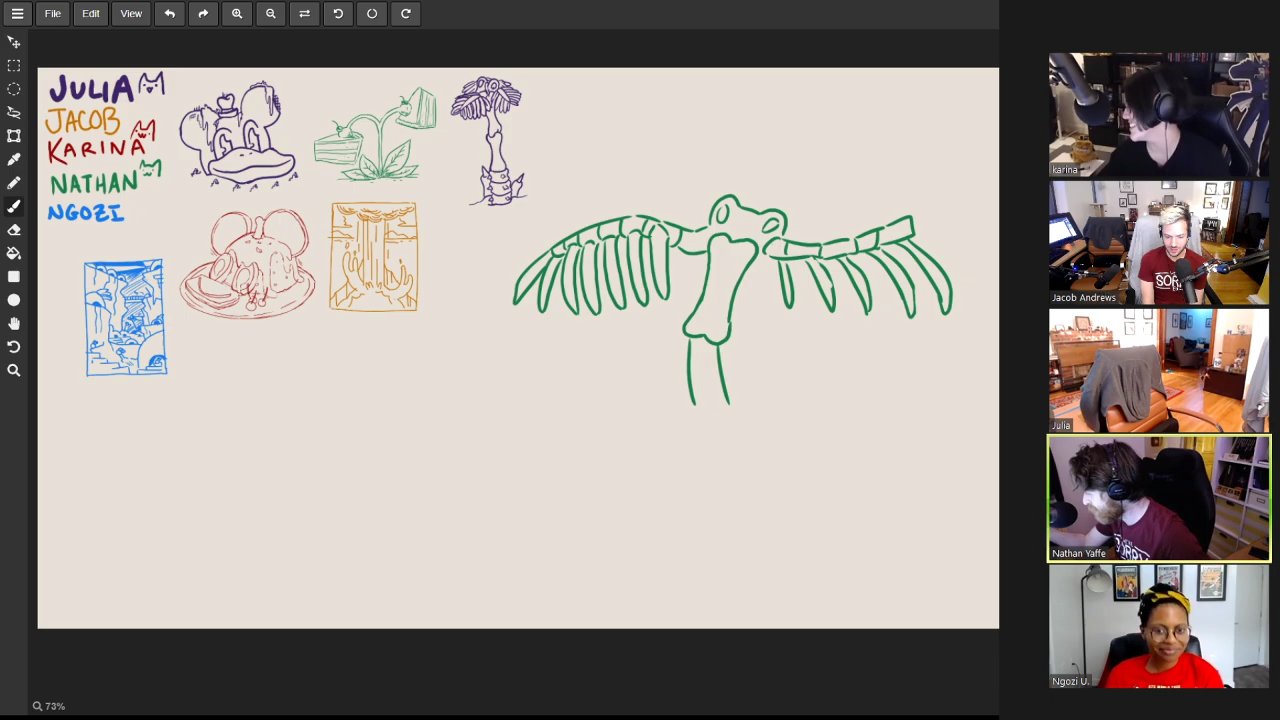 File Edit View
JULIA
JACOB
KARINA
NATHAN
NGOZI
karina
Jacob Andrews
Julia
Nathan Yaffe
Ngozi U.
73%